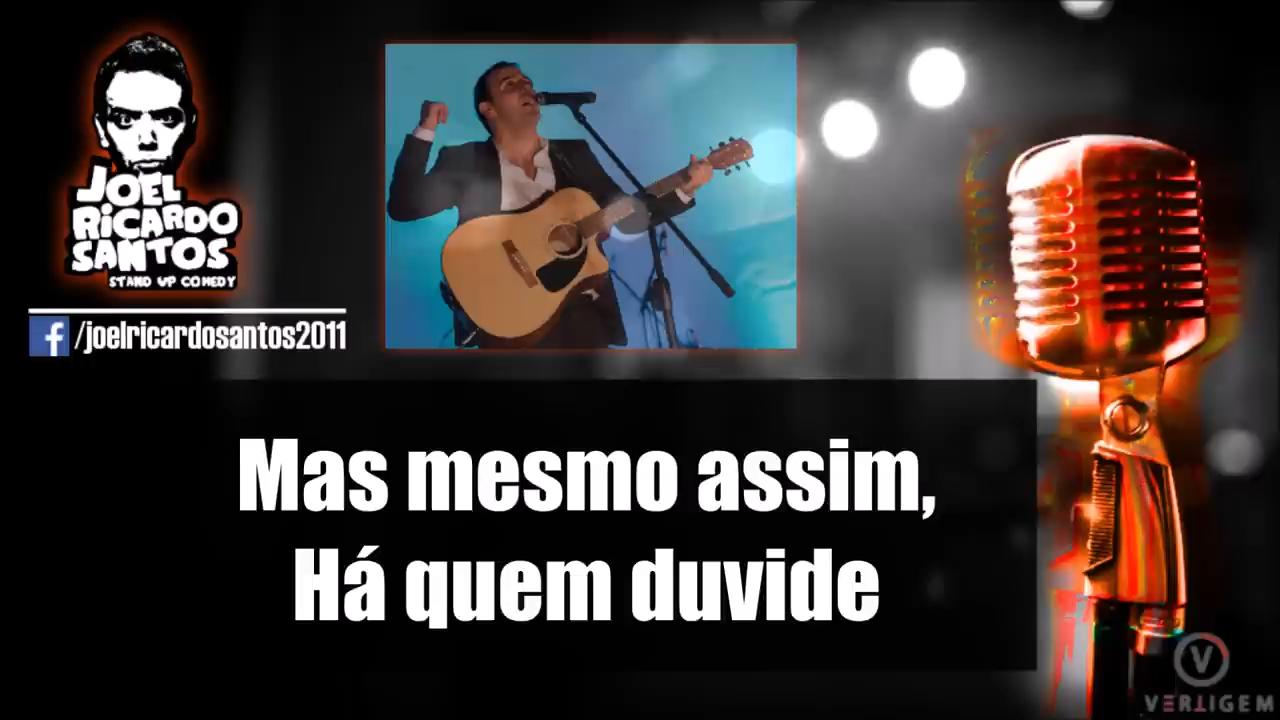 JOEL
RiCARDO
SANTOS
STAND UP COMEDY
f /joelricardosantos2011
Mas mesmo assim,
Há quem duvide
V
VERTIGEM